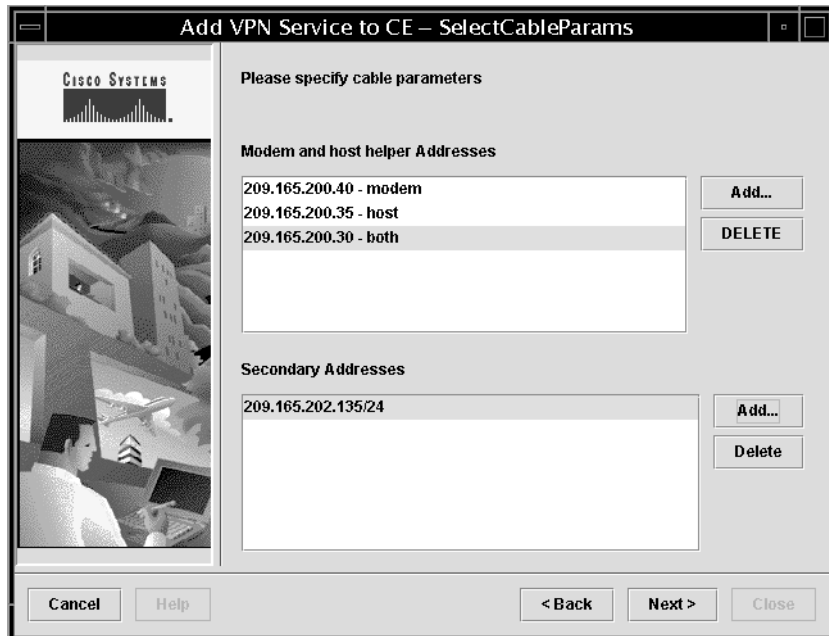 Add VPN Service to CE – SelectCableParams
CISCO SYSTEMS
Please specify cable parameters
Modem and host helper Addresses
209.165.200.40 - modem
209.165.200.35 - host
209.165.200.30 - both
Add...
DELETE
Secondary Addresses
209.165.202.135/24
Add...
Delete
Cancel
Help
< Back
Next >
Close